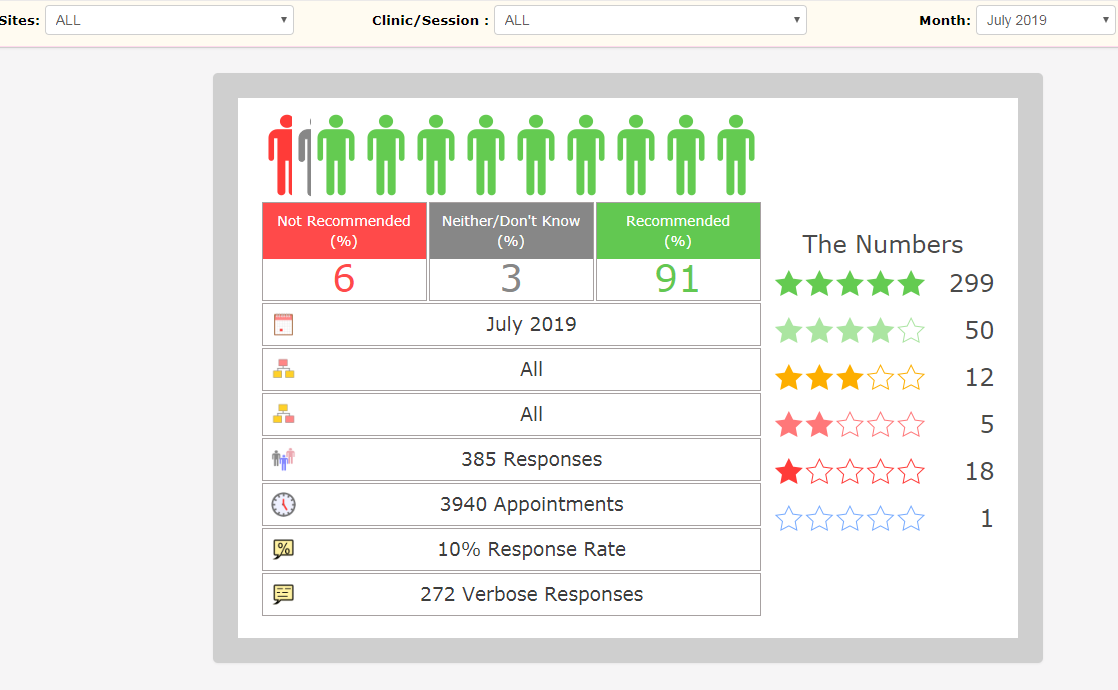 Sites: ALL Clinic/Session : ALL Month: July 2019
Not Recommended (%)
6
Neither/Don't Know (%)
3
Recommended (%)
91
July 2019
All
All
385 Responses
3940 Appointments
%
10% Response Rate
272 Verbose Responses
The Numbers
299
50
12
5
18
1